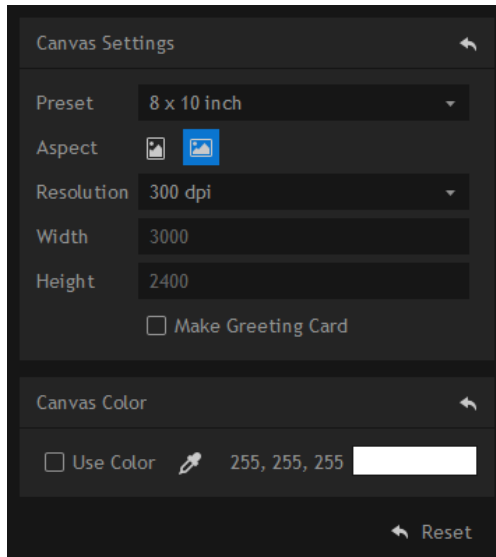 Canvas Settings
Preset 8 x 10 inch
Aspect
Resolution 300 dpi
Width 3000
Height 2400
Make Greeting Card
Canvas Color
Use Color 255, 255, 255
Reset